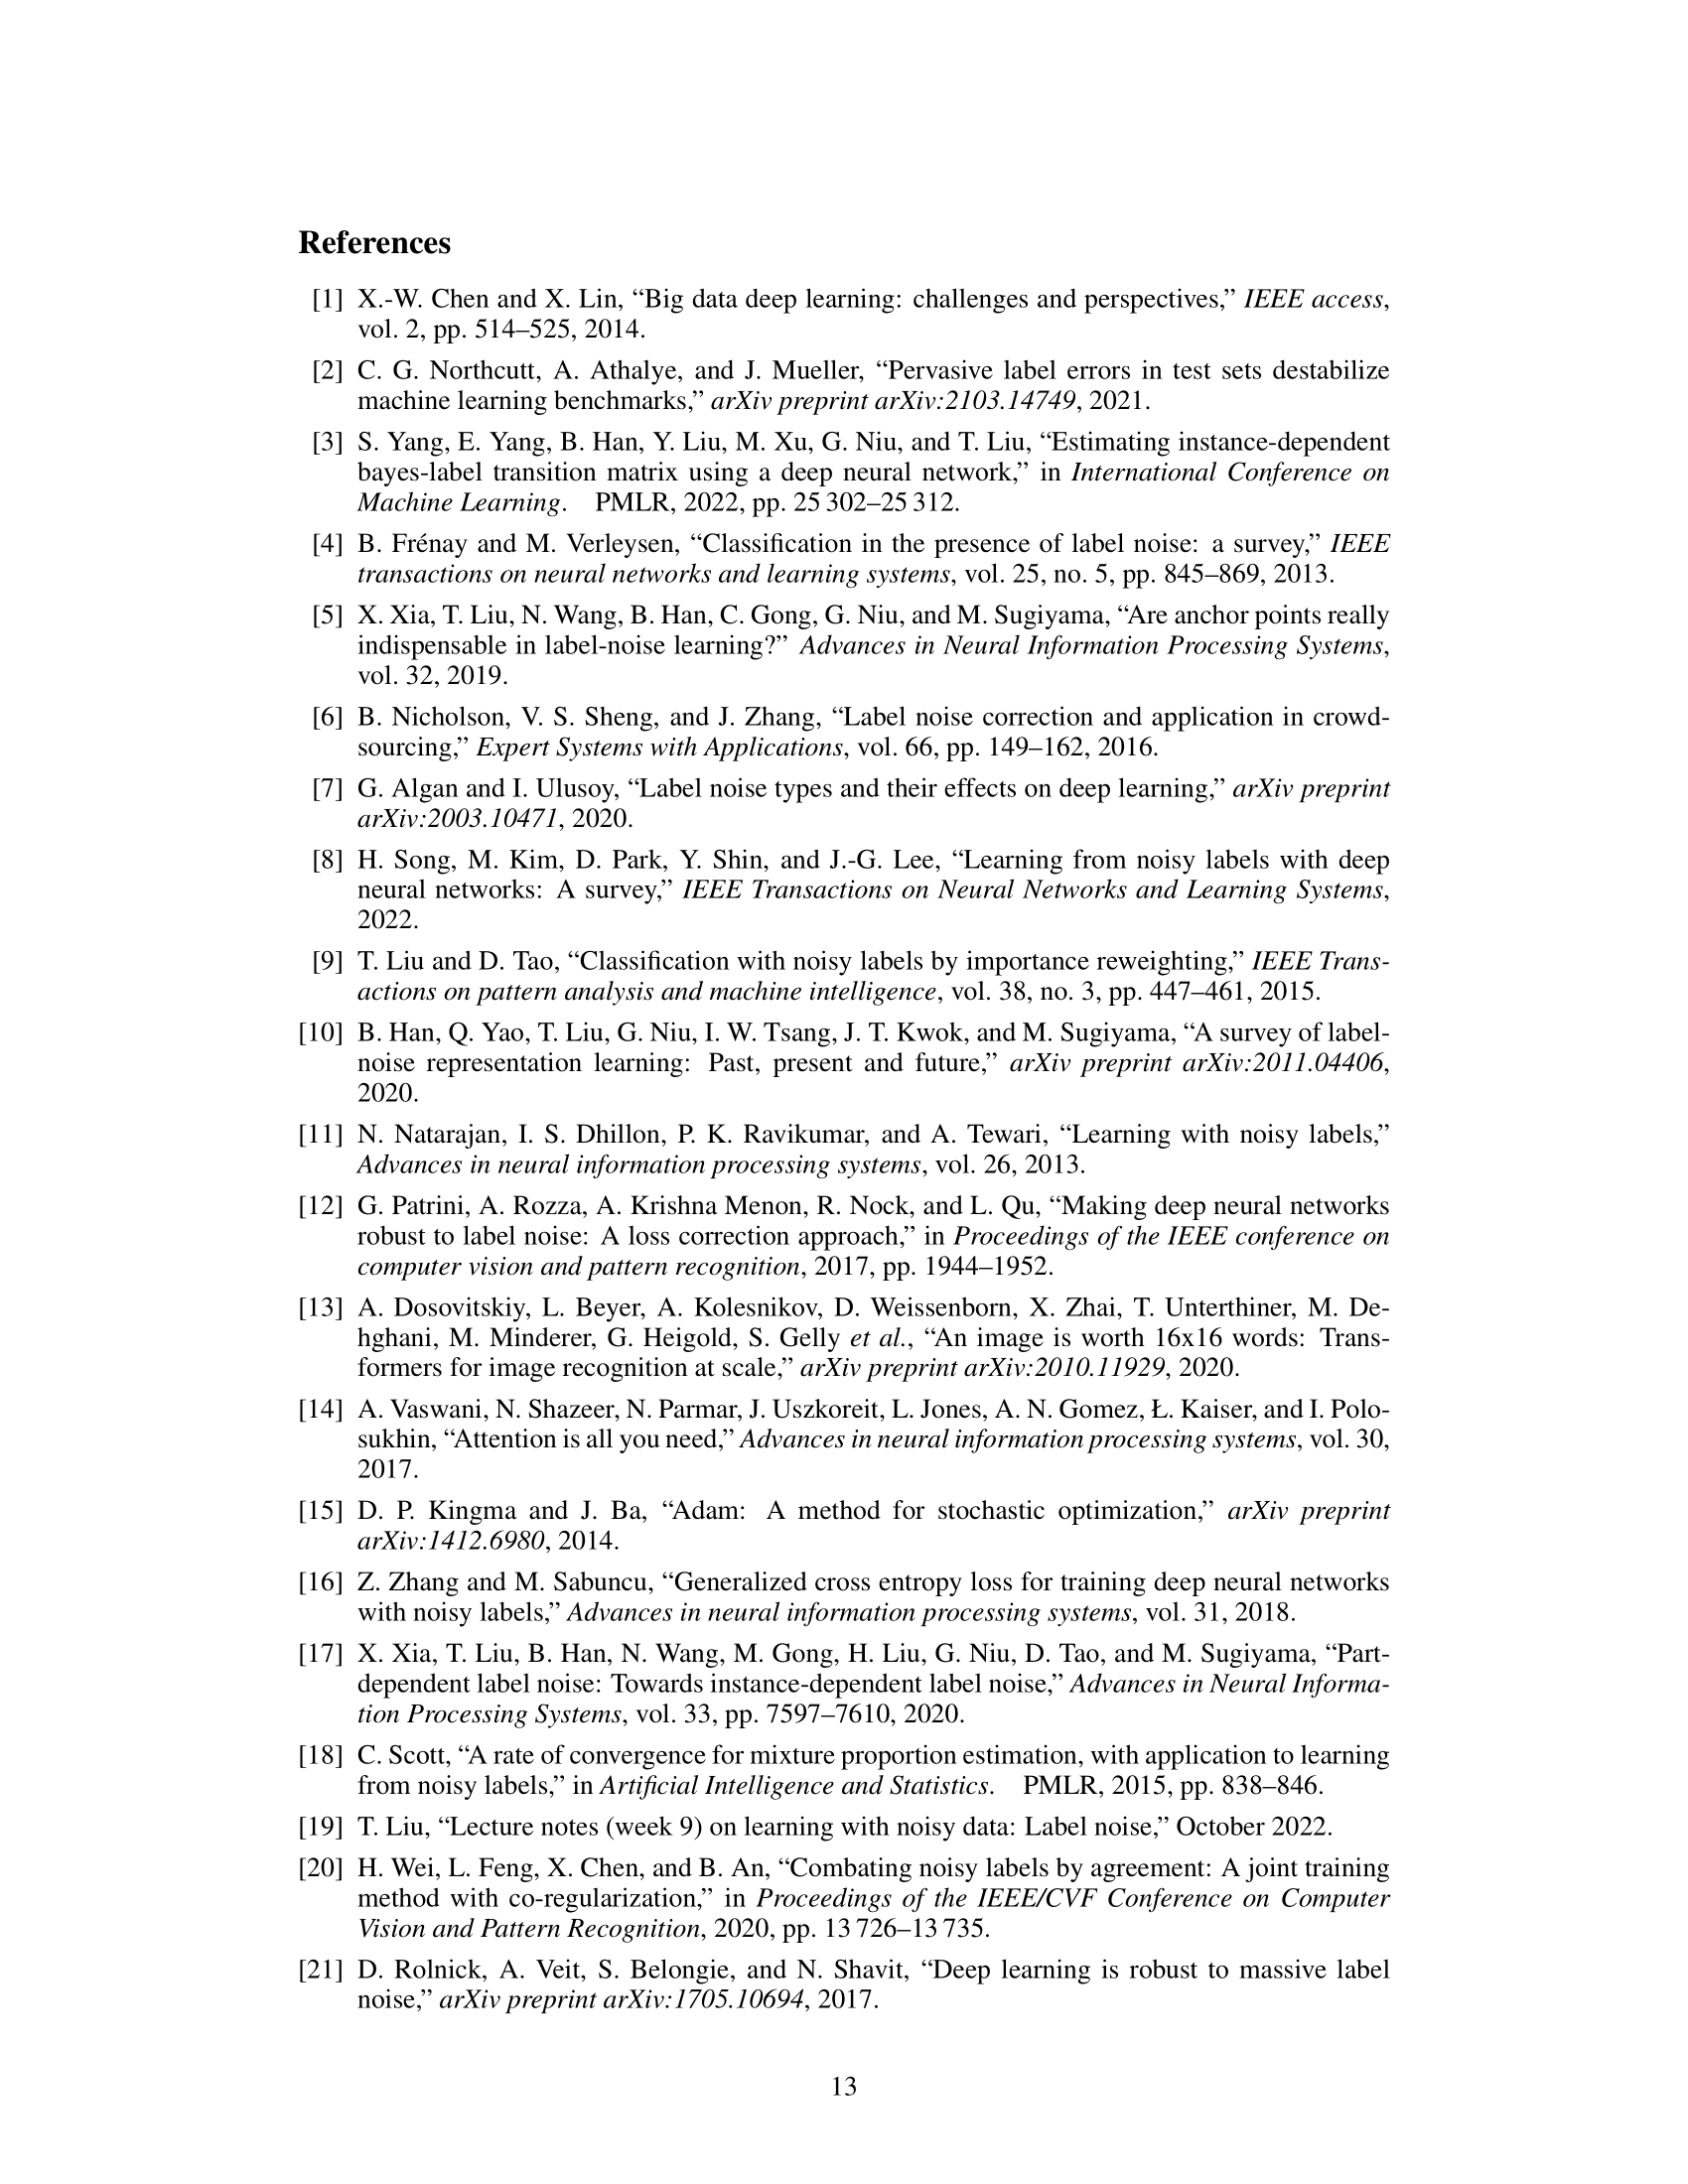 References
[1] X.-W. Chen and X. Lin, “Big data deep learning: challenges and perspectives,” IEEE access,
vol. 2, pp. 514–525, 2014.
[2] C. G. Northcutt, A. Athalye, and J. Mueller, “Pervasive label errors in test sets destabilize
machine learning benchmarks,” arXiv preprint arXiv:2103.14749, 2021.
[3] S. Yang, E. Yang, B. Han, Y. Liu, M. Xu, G. Niu, and T. Liu, “Estimating instance-dependent
bayes-label transition matrix using a deep neural network,” in International Conference on
Machine Learning. PMLR, 2022, pp. 25 302–25 312.
[4] B. Frénay and M. Verleysen, “Classification in the presence of label noise: a survey,” IEEE
transactions on neural networks and learning systems, vol. 25, no. 5, pp. 845–869, 2013.
[5] X. Xia, T. Liu, N. Wang, B. Han, C. Gong, G. Niu, and M. Sugiyama, “Are anchor points really
indispensable in label-noise learning?” Advances in Neural Information Processing Systems,
vol. 32, 2019.
[6] B. Nicholson, V. S. Sheng, and J. Zhang, “Label noise correction and application in crowd-
sourcing,” Expert Systems with Applications, vol. 66, pp. 149–162, 2016.
[7] G. Algan and I. Ulusoy, “Label noise types and their effects on deep learning,” arXiv preprint
arXiv:2003.10471, 2020.
[8] H. Song, M. Kim, D. Park, Y. Shin, and J.-G. Lee, “Learning from noisy labels with deep
neural networks: A survey,” IEEE Transactions on Neural Networks and Learning Systems,
2022.
[9] T. Liu and D. Tao, “Classification with noisy labels by importance reweighting,” IEEE Trans-
actions on pattern analysis and machine intelligence, vol. 38, no. 3, pp. 447–461, 2015.
[10] B. Han, Q. Yao, T. Liu, G. Niu, I. W. Tsang, J. T. Kwok, and M. Sugiyama, “A survey of label-
noise representation learning: Past, present and future,” arXiv preprint arXiv:2011.04406,
2020.
[11] N. Natarajan, I. S. Dhillon, P. K. Ravikumar, and A. Tewari, “Learning with noisy labels,”
Advances in neural information processing systems, vol. 26, 2013.
[12] G. Patrini, A. Rozza, A. Krishna Menon, R. Nock, and L. Qu, “Making deep neural networks
robust to label noise: A loss correction approach,” in Proceedings of the IEEE conference on
computer vision and pattern recognition, 2017, pp. 1944–1952.
[13] A. Dosovitskiy, L. Beyer, A. Kolesnikov, D. Weissenborn, X. Zhai, T. Unterthiner, M. De-
hghani, M. Minderer, G. Heigold, S. Gelly et al., “An image is worth 16x16 words: Trans-
formers for image recognition at scale,” arXiv preprint arXiv:2010.11929, 2020.
[14] A. Vaswani, N. Shazeer, N. Parmar, J. Uszkoreit, L. Jones, A. N. Gomez, Ł. Kaiser, and I. Polo-
sukhin, “Attention is all you need,” Advances in neural information processing systems, vol. 30,
2017.
[15] D. P. Kingma and J. Ba, “Adam: A method for stochastic optimization,” arXiv preprint
arXiv:1412.6980, 2014.
[16] Z. Zhang and M. Sabuncu, “Generalized cross entropy loss for training deep neural networks
with noisy labels,” Advances in neural information processing systems, vol. 31, 2018.
[17] X. Xia, T. Liu, B. Han, N. Wang, M. Gong, H. Liu, G. Niu, D. Tao, and M. Sugiyama, “Part-
dependent label noise: Towards instance-dependent label noise,” Advances in Neural Informa-
tion Processing Systems, vol. 33, pp. 7597–7610, 2020.
[18] C. Scott, “A rate of convergence for mixture proportion estimation, with application to learning
from noisy labels,” in Artificial Intelligence and Statistics. PMLR, 2015, pp. 838–846.
[19] T. Liu, “Lecture notes (week 9) on learning with noisy data: Label noise,” October 2022.
[20] H. Wei, L. Feng, X. Chen, and B. An, “Combating noisy labels by agreement: A joint training
method with co-regularization,” in Proceedings of the IEEE/CVF Conference on Computer
Vision and Pattern Recognition, 2020, pp. 13 726–13 735.
[21] D. Rolnick, A. Veit, S. Belongie, and N. Shavit, “Deep learning is robust to massive label
noise,” arXiv preprint arXiv:1705.10694, 2017.
13